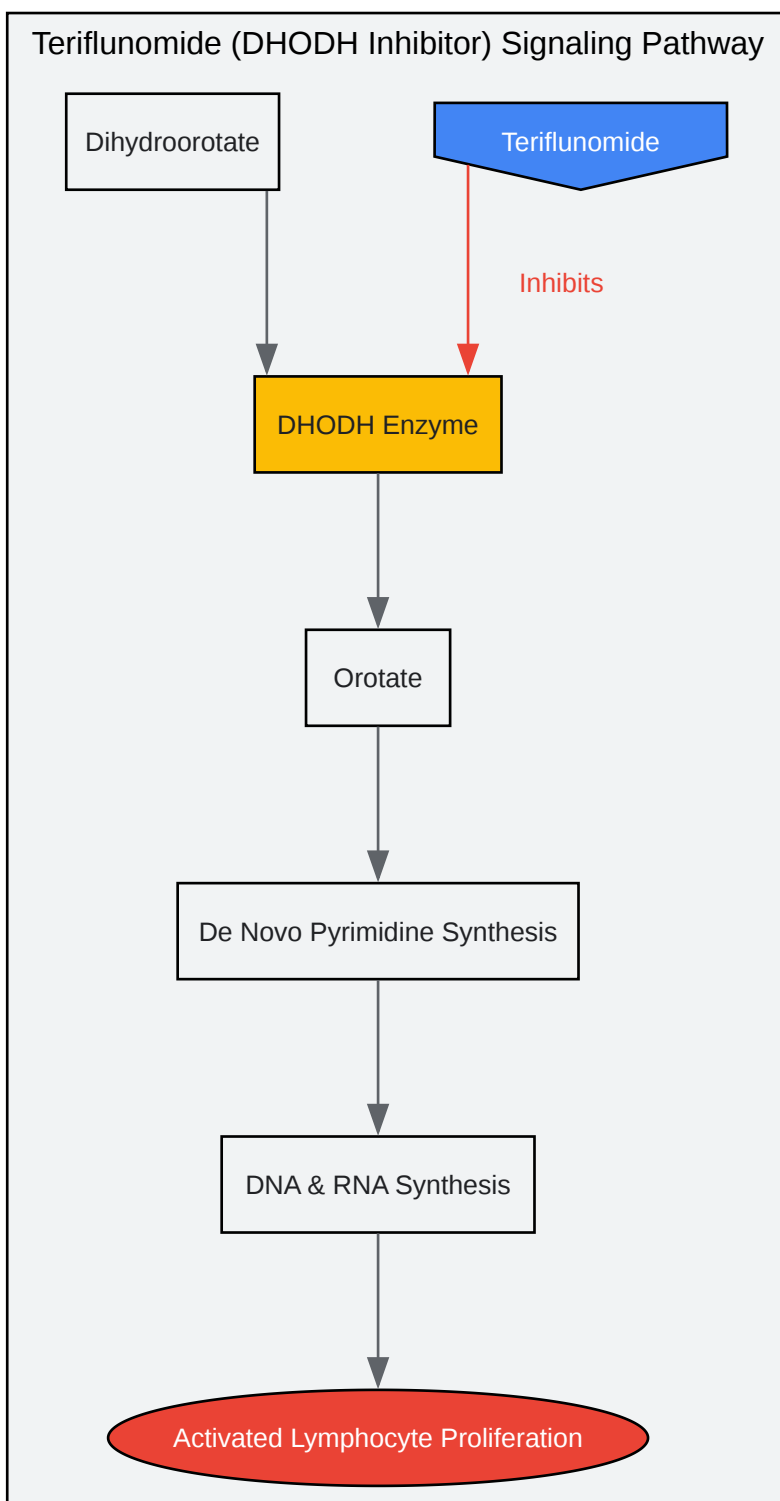 Teriflunomide (DHODH Inhibitor) Signaling Pathway
Dihydroorotate
Teriflunomide
Inhibits
DHODH Enzyme
Orotate
De Novo Pyrimidine Synthesis
DNA & RNA Synthesis
Activated Lymphocyte Proliferation